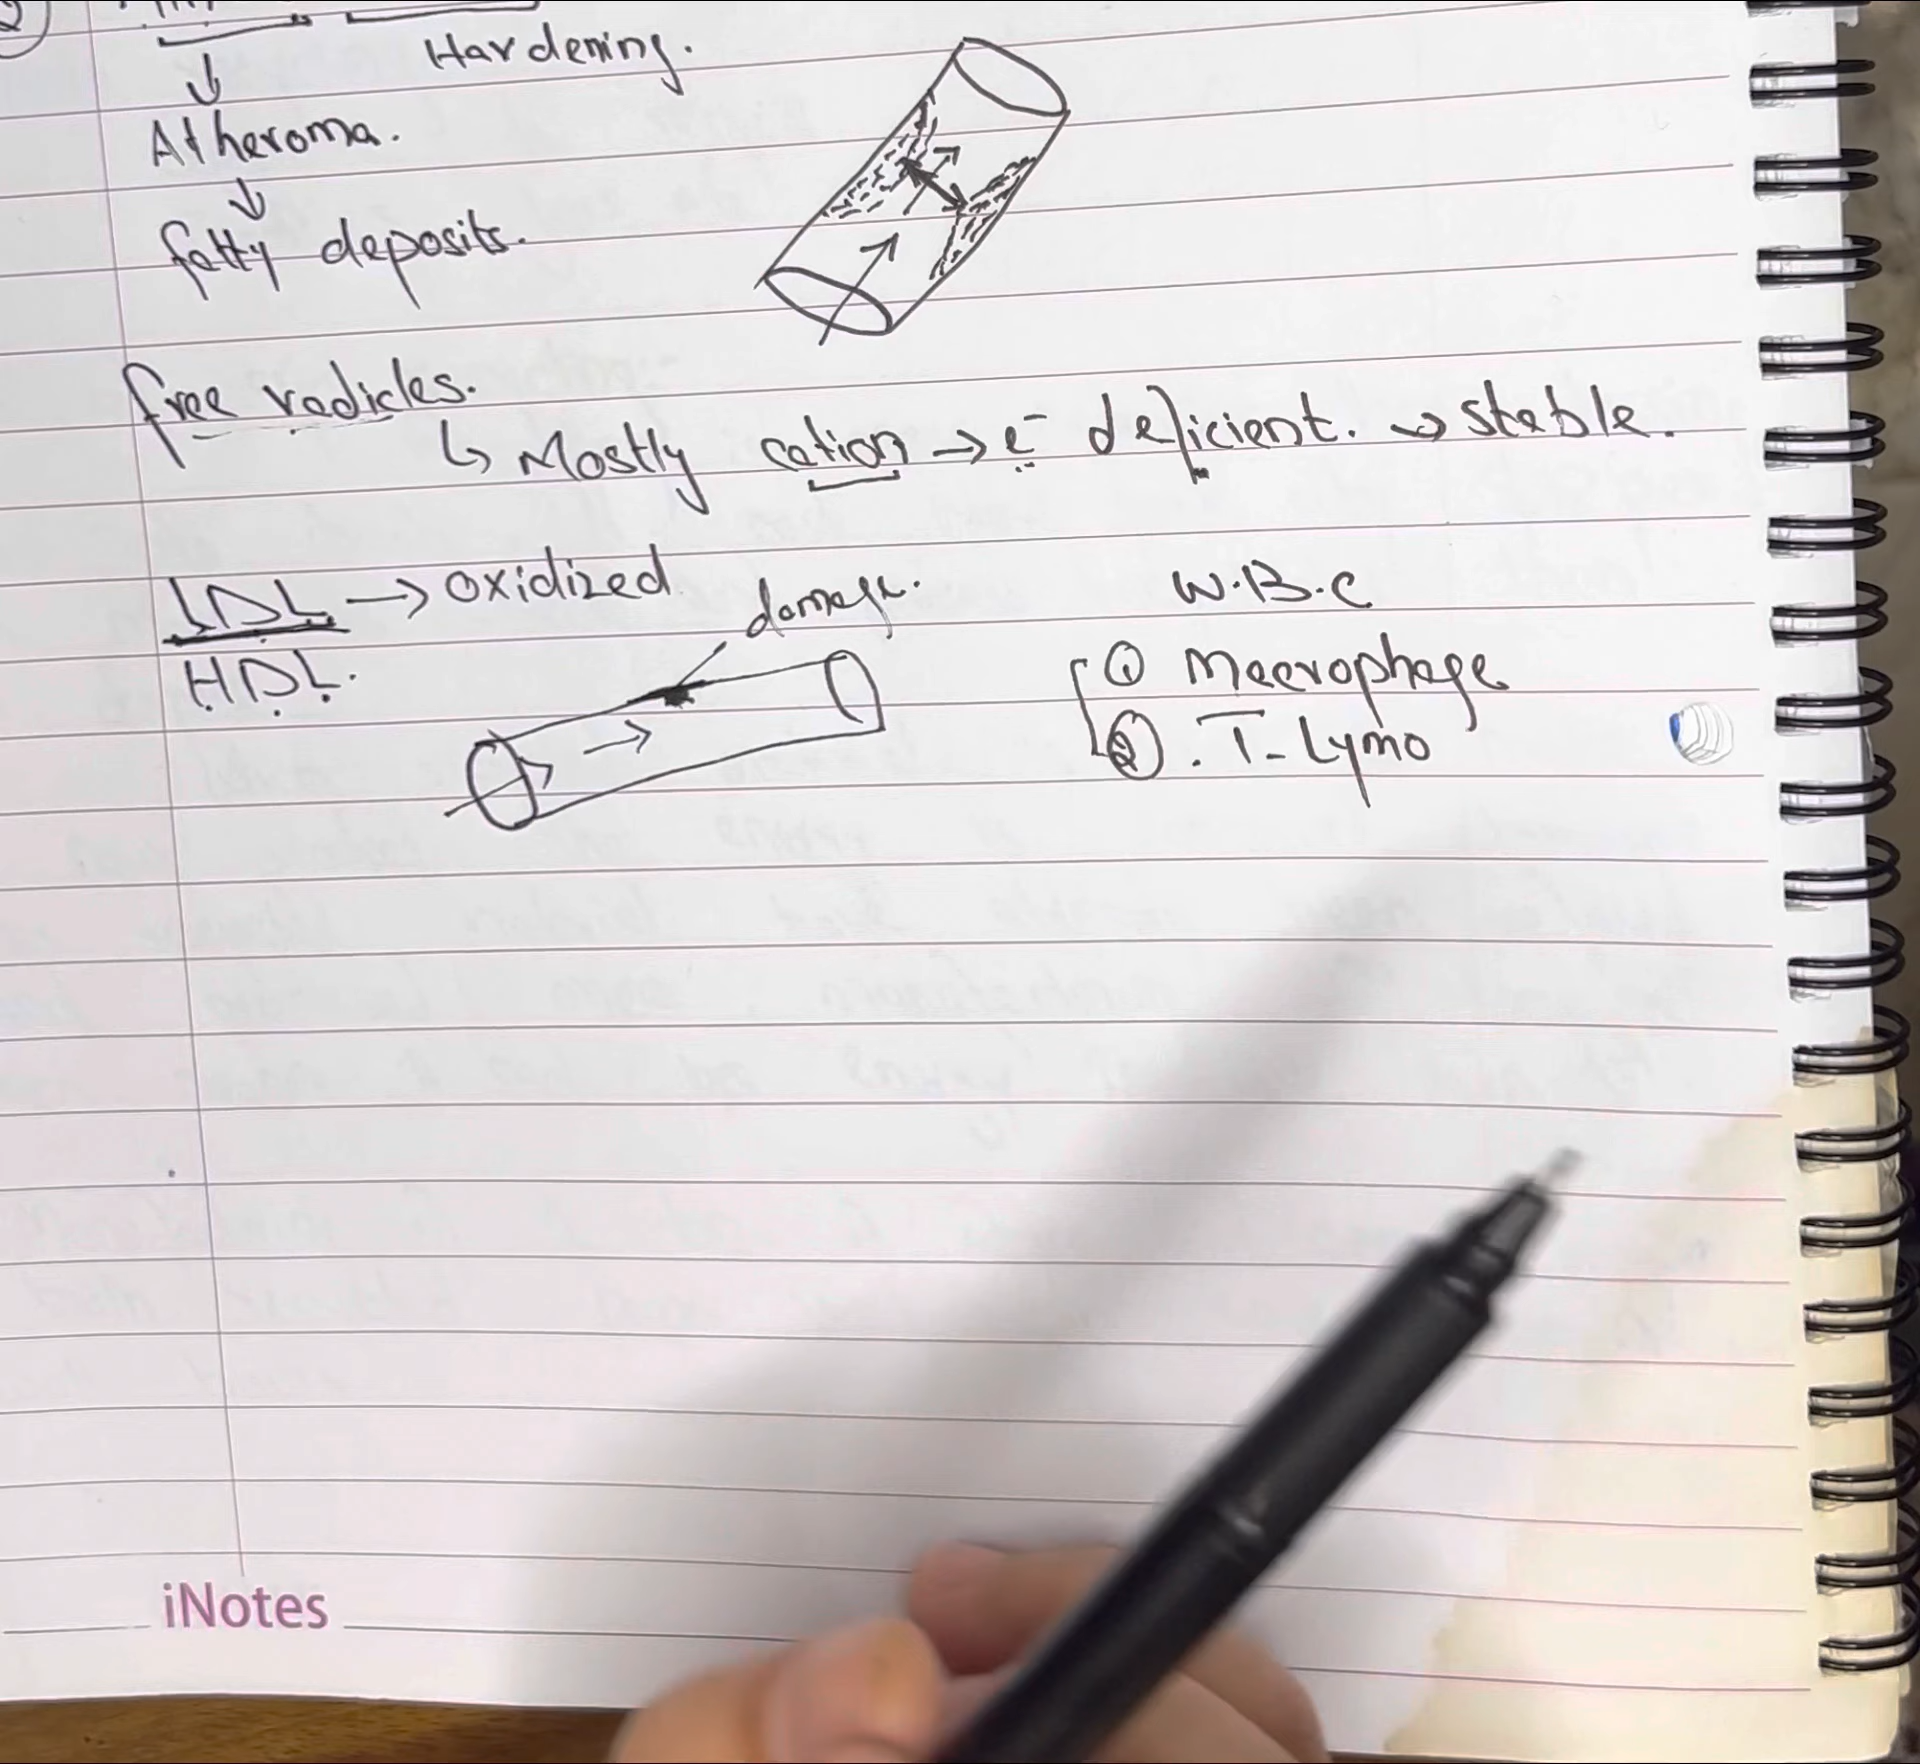 Hardening.
↓
Atheroma.
↓
fatty deposits.
free radicles.
↳ Mostly cation → e⁻ deficient. → stable.
LDL → oxidized
damage.
HDL.
W.B.C
① Macrophage
② . T-Lymo
iNotes